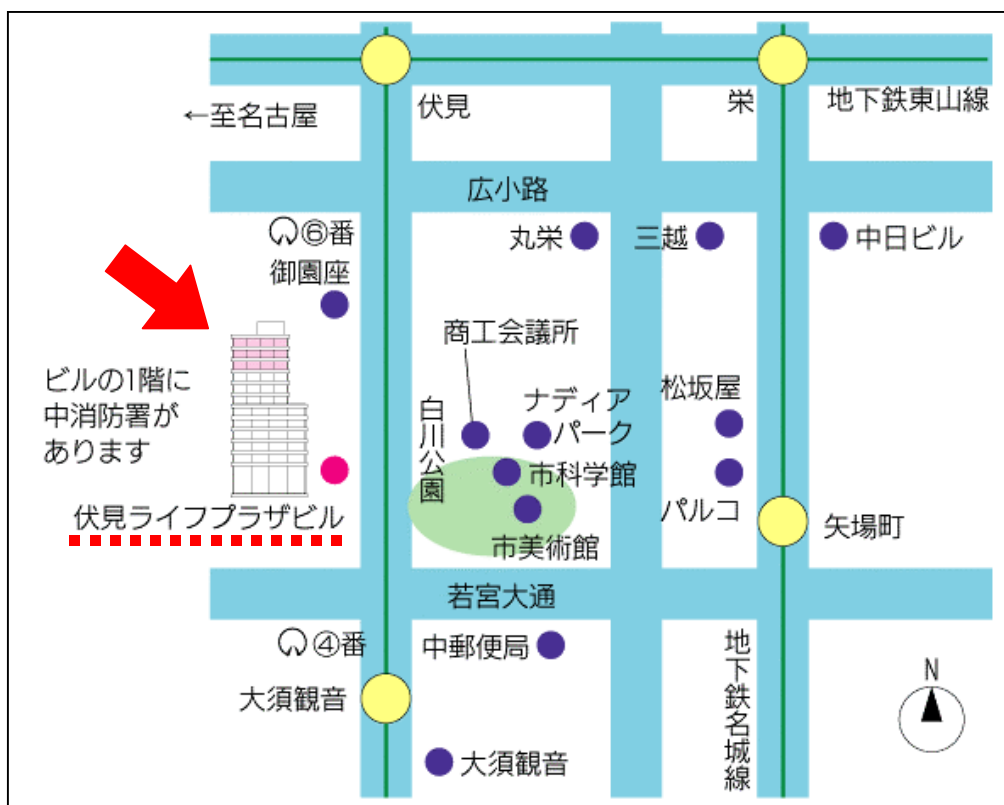 伏見
栄
地下鉄東山線
←至名古屋
広小路
⑥番
御園座
丸栄
三越
中日ビル
商工会議所
ビルの1階に
中消防署が
あります
白川公園
ナディア
パーク
松坂屋
市科学館
パルコ
伏見ライフプラザビル
市美術館
矢場町
若宮大通
④番
中郵便局
地下鉄名城線
大須観音
N
大須観音